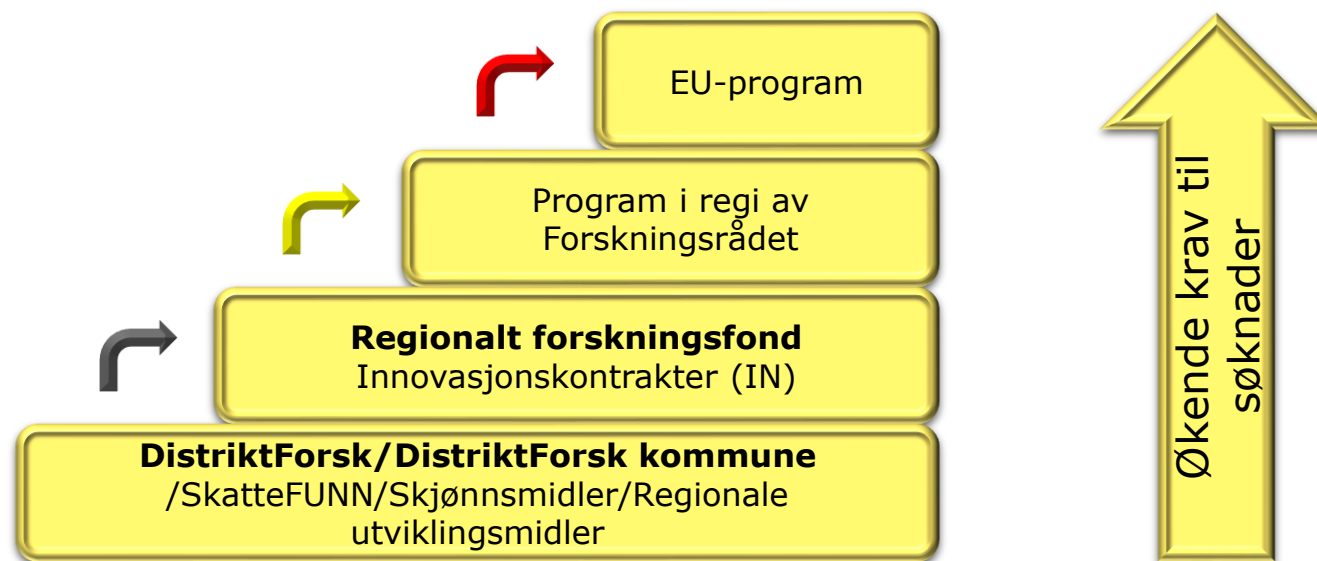 EU-program
Program i regi av
Forskningsrådet
Regionalt forskningsfond
Innovasjonskontrakter (IN)
DistriktForsk/DistriktForsk kommune
/SkatteFUNN/Skjønnsmidler/Regionale
utviklingsmidler
Økende krav til
søknader